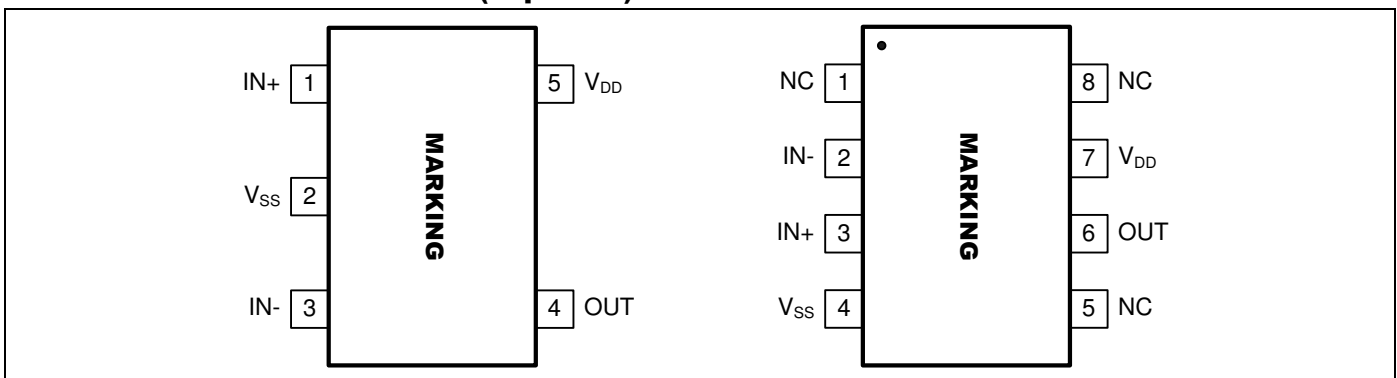 IN+ 1 MARKING 5 VDD
VSS 2
IN- 3 4 OUT
NC 1 MARKING 8 NC
IN- 2 7 VDD
IN+ 3 6 OUT
VSS 4 5 NC